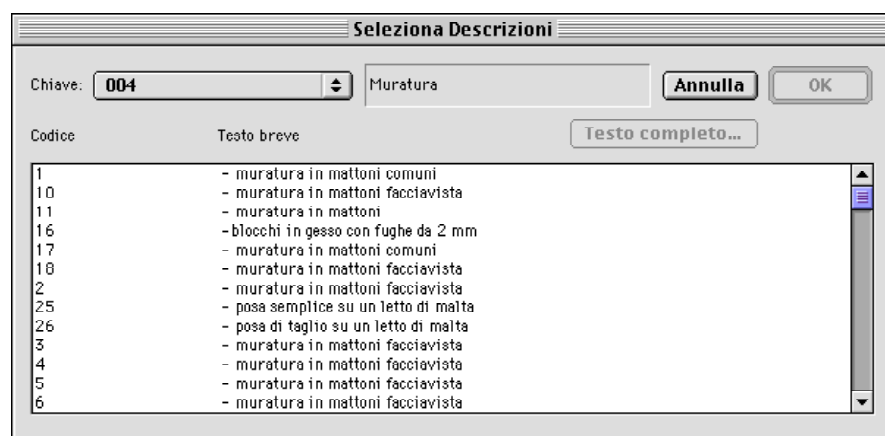 Seleziona Descrizioni
Chiave: 004 Muratura Annulla OK
Codice Testo breve Testo completo...
1 - muratura in mattoni comuni
10 - muratura in mattoni facciavista
11 - muratura in mattoni
16 -blocchi in gesso con fughe da 2 mm
17 - muratura in mattoni comuni
18 - muratura in mattoni facciavista
2 - muratura in mattoni facciavista
25 - posa semplice su un letto di malta
26 - posa di taglio su un letto di malta
3 - muratura in mattoni facciavista
4 - muratura in mattoni facciavista
5 - muratura in mattoni facciavista
6 - muratura in mattoni facciavista